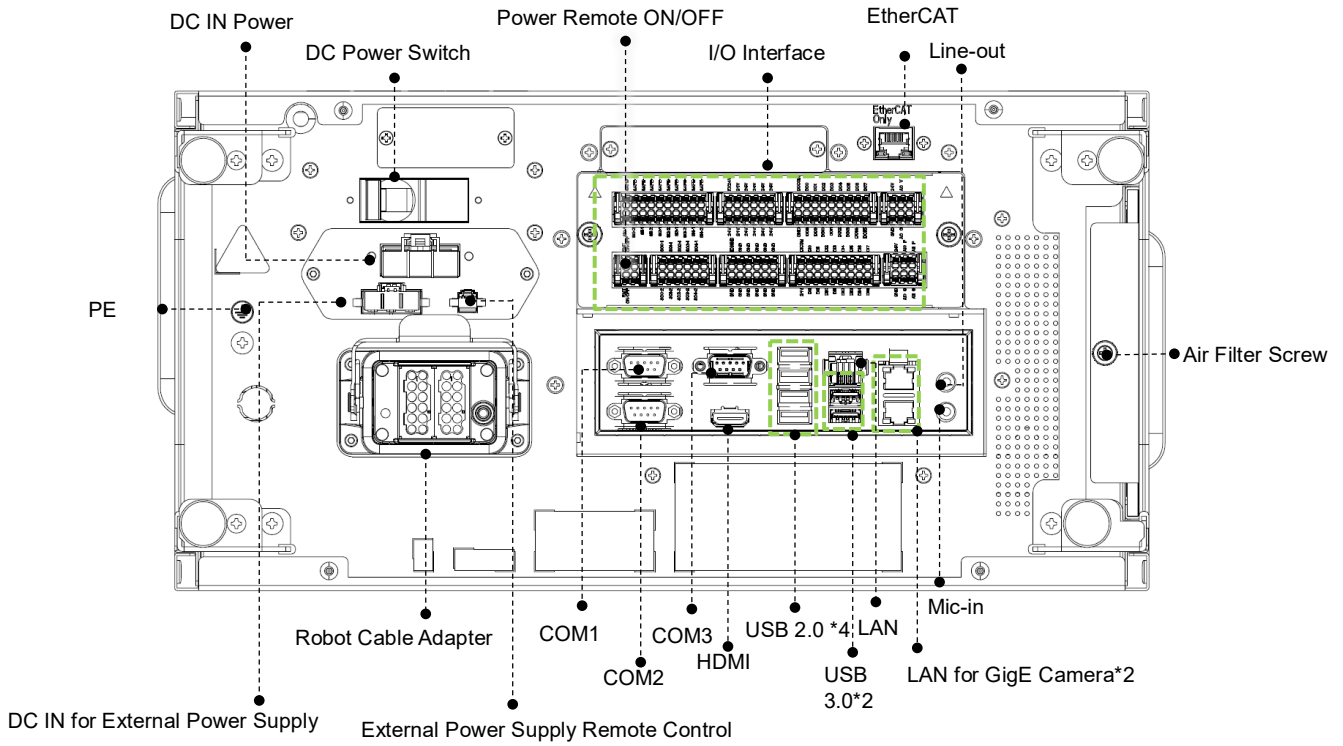 DC IN Power
Power Remote ON/OFF
EtherCAT
DC Power Switch
I/O Interface
Line-out
EtherCAT
Only
PE
Air Filter Screw
Mic-in
Robot Cable Adapter
COM1
COM3
USB 2.0 *4
LAN
HDMI
COM2
USB
3.0*2
LAN for GigE Camera*2
DC IN for External Power Supply
External Power Supply Remote Control